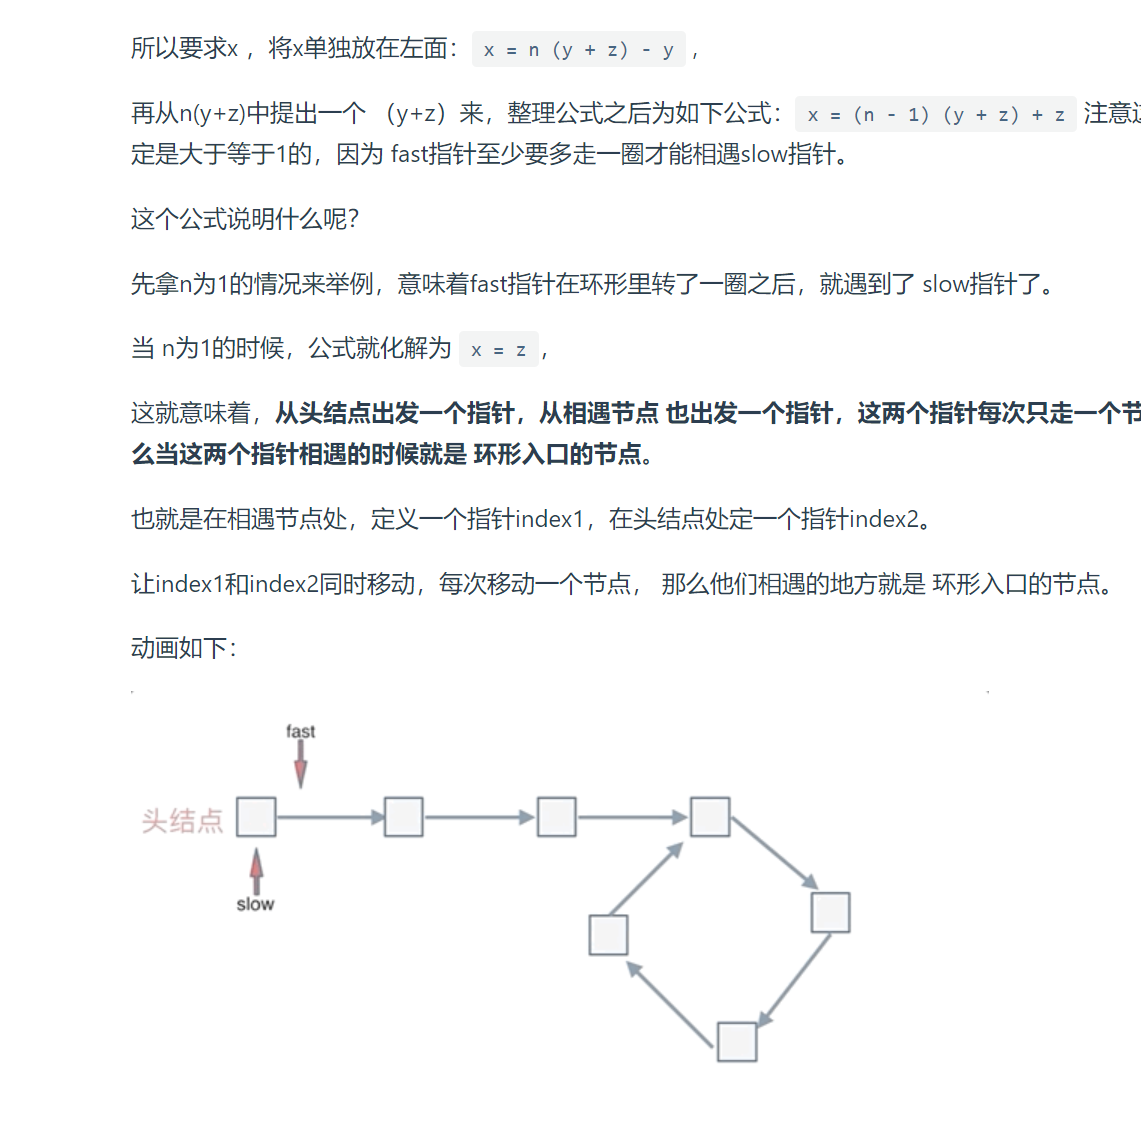 所以要求x ，将x单独放在左面： x = n (y + z) - y ，
再从n(y+z)中提出一个 （y+z）来，整理公式之后为如下公式： x = (n - 1) (y + z) + z 注意
定是大于等于1的，因为 fast指针至少要多走一圈才能相遇slow指针。
这个公式说明什么呢？
先拿n为1的情况来举例，意味着fast指针在环形里转了一圈之后，就遇到了 slow指针了。
当 n为1的时候，公式就化解为 x = z ，
这就意味着，从头结点出发一个指针，从相遇节点 也出发一个指针，这两个指针每次只走一个节
么当这两个指针相遇的时候就是 环形入口的节点。
也就是在相遇节点处，定义一个指针index1，在头结点处定一个指针index2。
让index1和index2同时移动，每次移动一个节点， 那么他们相遇的地方就是 环形入口的节点。
动画如下：
fast
头结点
slow